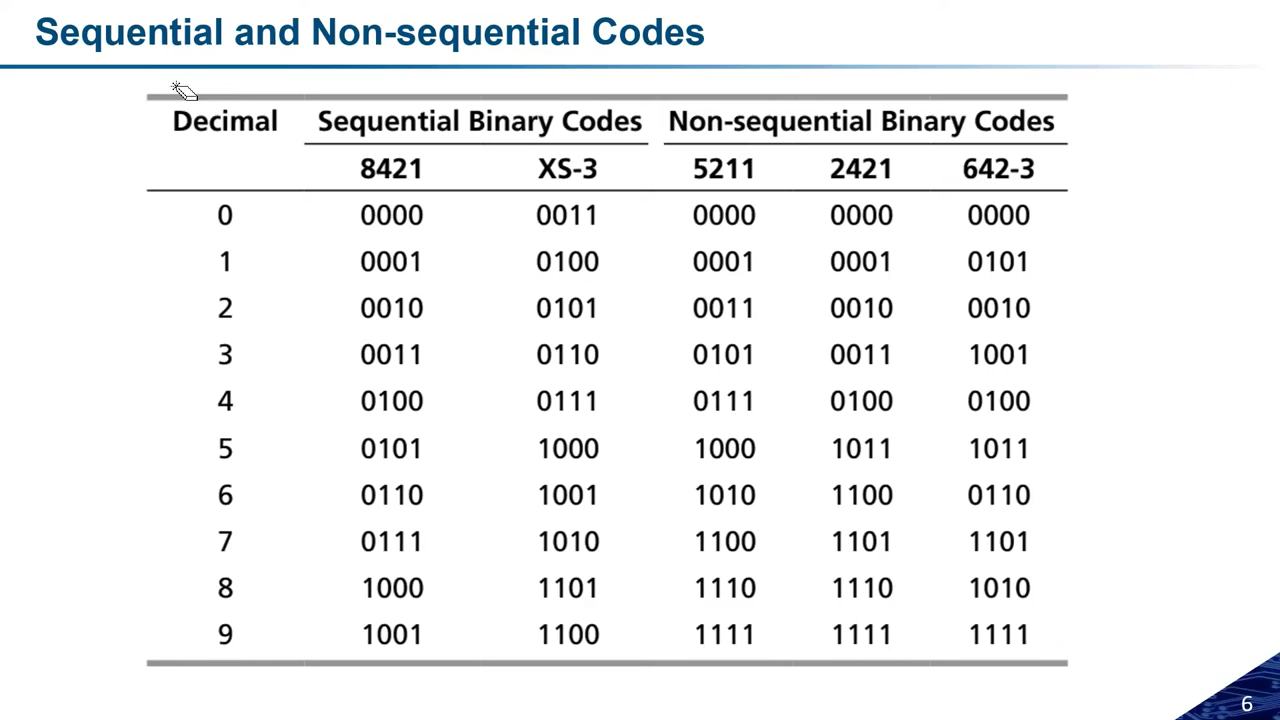 Sequential and Non-sequential Codes
Decimal Sequential Binary Codes Non-sequential Binary Codes
8421 XS-3 5211 2421 642-3
0 0000 0011 0000 0000 0000
1 0001 0100 0001 0001 0101
2 0010 0101 0011 0010 0010
3 0011 0110 0101 0011 1001
4 0100 0111 0111 0100 0100
5 0101 1000 1000 1011 1011
6 0110 1001 1010 1100 0110
7 0111 1010 1100 1101 1101
8 1000 1101 1110 1110 1010
9 1001 1100 1111 1111 1111
6